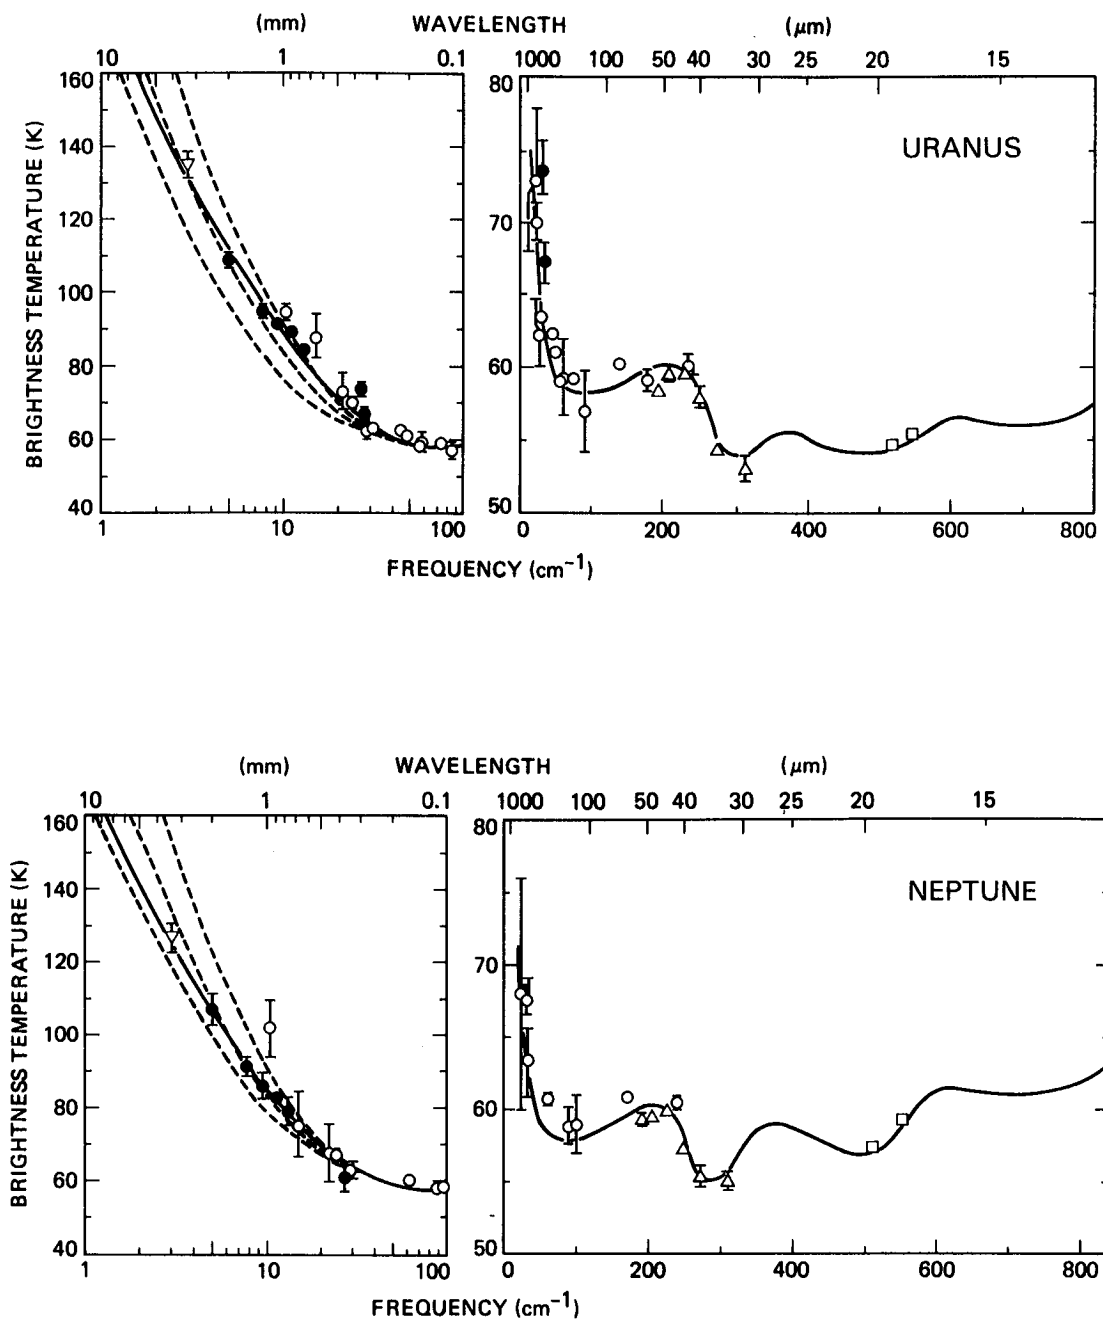 (mm) WAVELENGTH (μm)
10 1 0.1 1000 100 50 40 30 25 20 15
160 80
140
120 70
100
80 60
60
40 50
BRIGHTNESS TEMPERATURE (K)
URANUS
1 10 100 0 200 400 600 800
FREQUENCY (cm⁻¹)
(mm) WAVELENGTH (μm)
10 1 0.1 1000 100 50 40 30 25 20 15
160 80
140
120 70
100
80 60
60
40 50
BRIGHTNESS TEMPERATURE (K)
NEPTUNE
1 10 100 0 200 400 600 800
FREQUENCY (cm⁻¹)